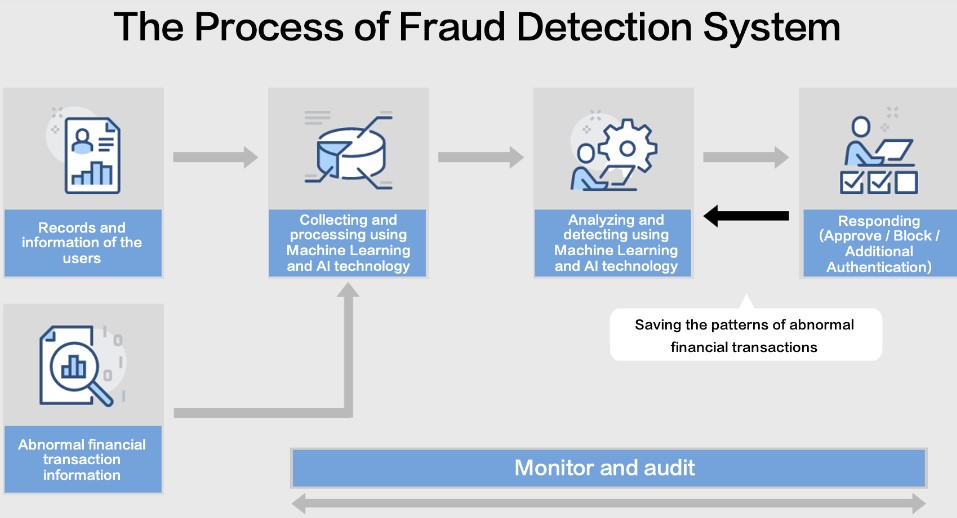 The Process of Fraud Detection System
Records and
information of the
users
Collecting and
processing using
Machine Learning
and AI technology
Analyzing and
detecting using
Machine Learning
and AI technology
Responding
(Approve / Block /
Additional
Authentication)
Saving the patterns of abnormal
financial transactions
Abnormal financial
transaction
information
Monitor and audit